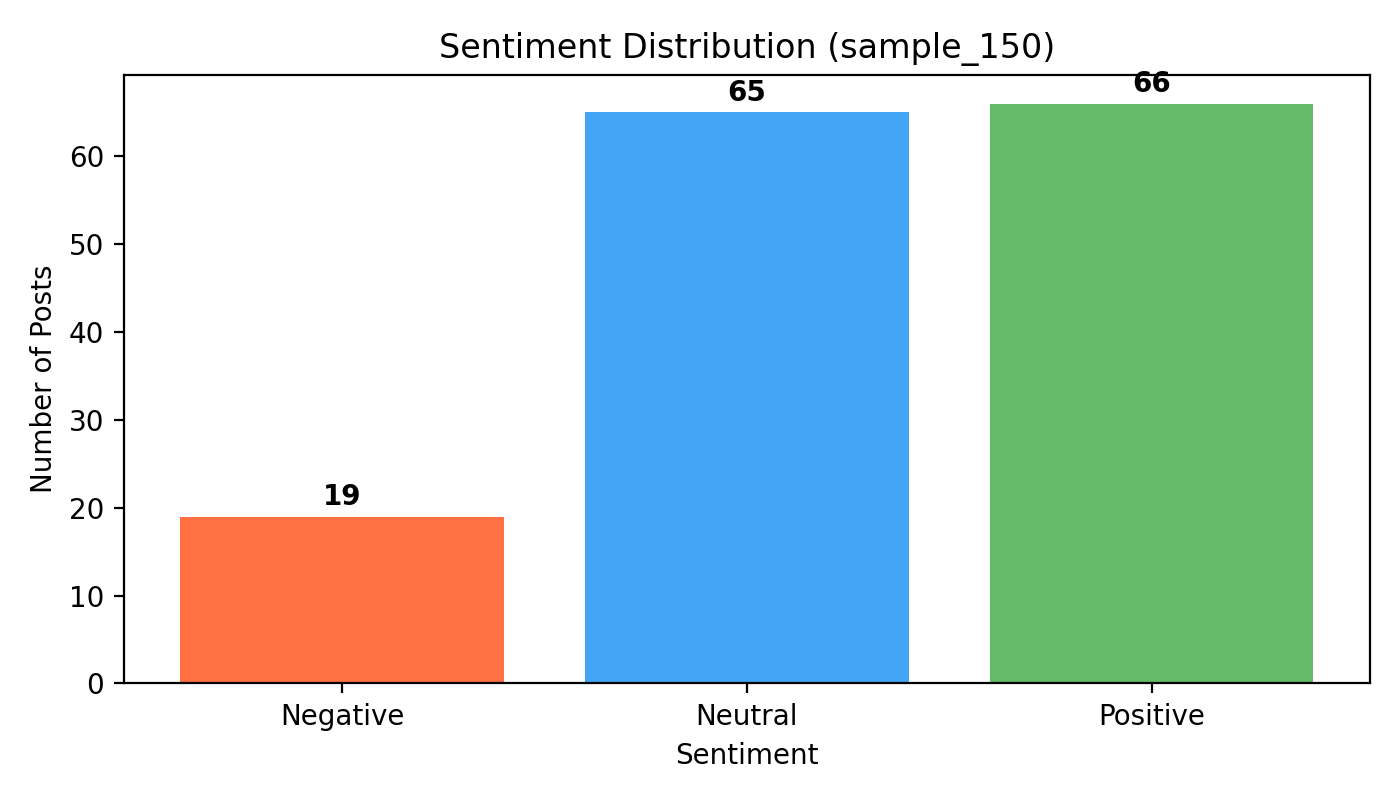 Sentiment Distribution (sample_150)
66
65
19
60
50
40
30
20
10
0
Number of Posts
Negative
Neutral
Positive
Sentiment